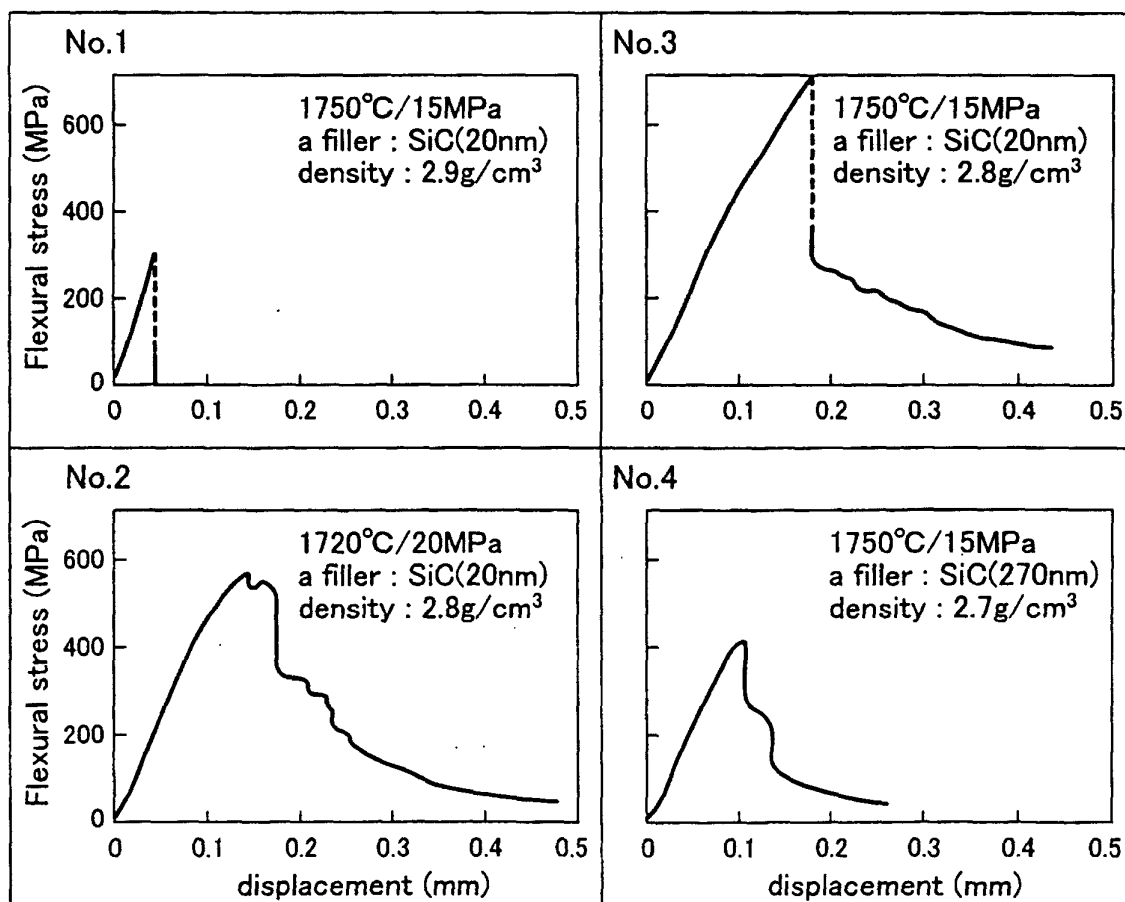 No.1
1750°C/15MPa
a filler : SiC(20nm)
density : 2.9g/cm³
Flexural stress (MPa)
600
400
200
0
0 0.1 0.2 0.3 0.4 0.5
No.3
1750°C/15MPa
a filler : SiC(20nm)
density : 2.8g/cm³
0 0.1 0.2 0.3 0.4 0.5
No.2
1720°C/20MPa
a filler : SiC(20nm)
density : 2.8g/cm³
Flexural stress (MPa)
600
400
200
0
0 0.1 0.2 0.3 0.4 0.5
displacement (mm)
No.4
1750°C/15MPa
a filler : SiC(270nm)
density : 2.7g/cm³
0 0.1 0.2 0.3 0.4 0.5
displacement (mm)